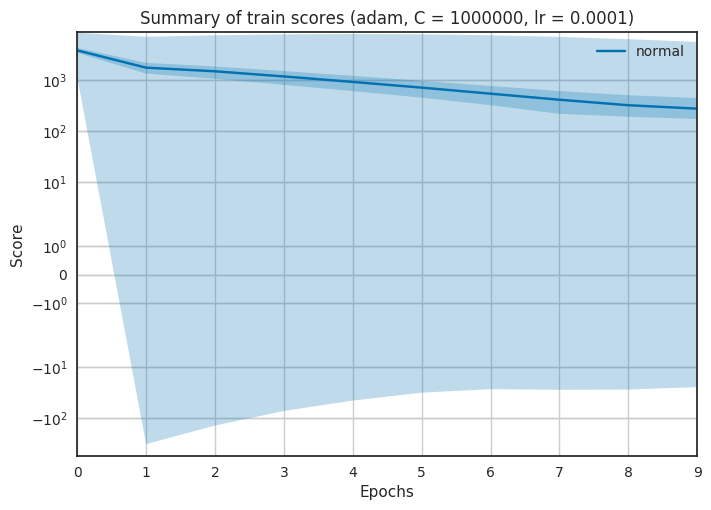 Summary of train scores (adam, C = 1000000, lr = 0.0001)
normal
Score
10³
10²
10¹
10⁰
0
−10⁰
−10¹
−10²
0 1 2 3 4 5 6 7 8 9
Epochs